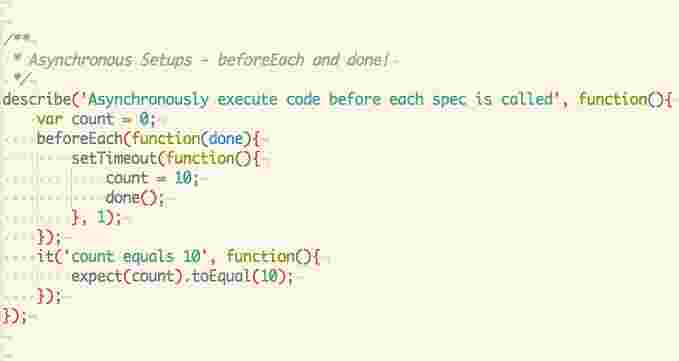 /**
 * Asynchronous Setups - beforeEach and done!
 */
describe('Asynchronously execute code before each spec is called', function(){
    var count = 0;
    beforeEach(function(done){
        setTimeout(function(){
            count = 10;
            done();
        }, 1);
    });
    it('count equals 10', function(){
        expect(count).toEqual(10);
    });
});